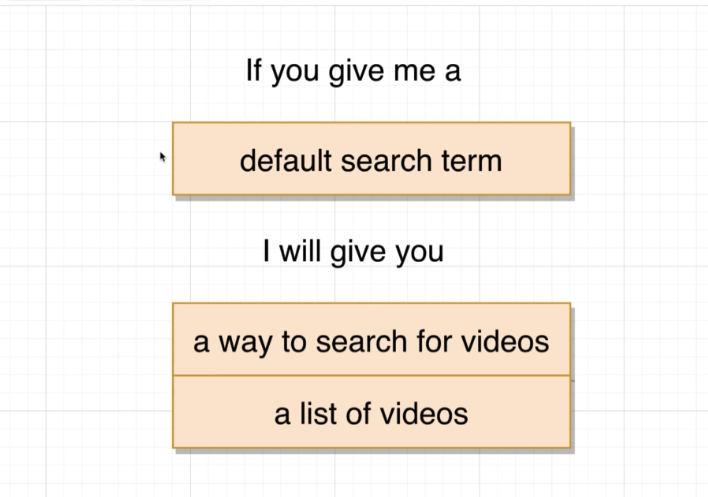 If you give me a
default search term
I will give you
a way to search for videos
a list of videos